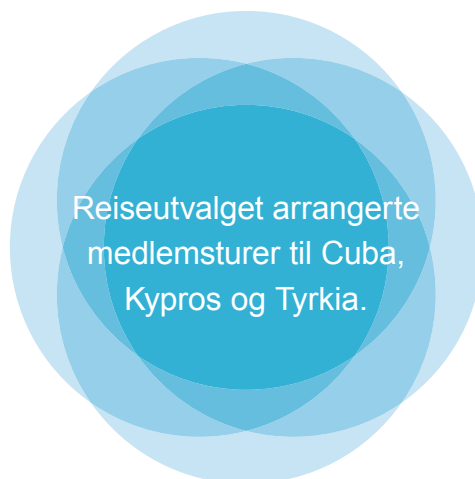 Reiseutvalget arrangerte
medlemsturer til Cuba,
Kypros og Tyrkia.